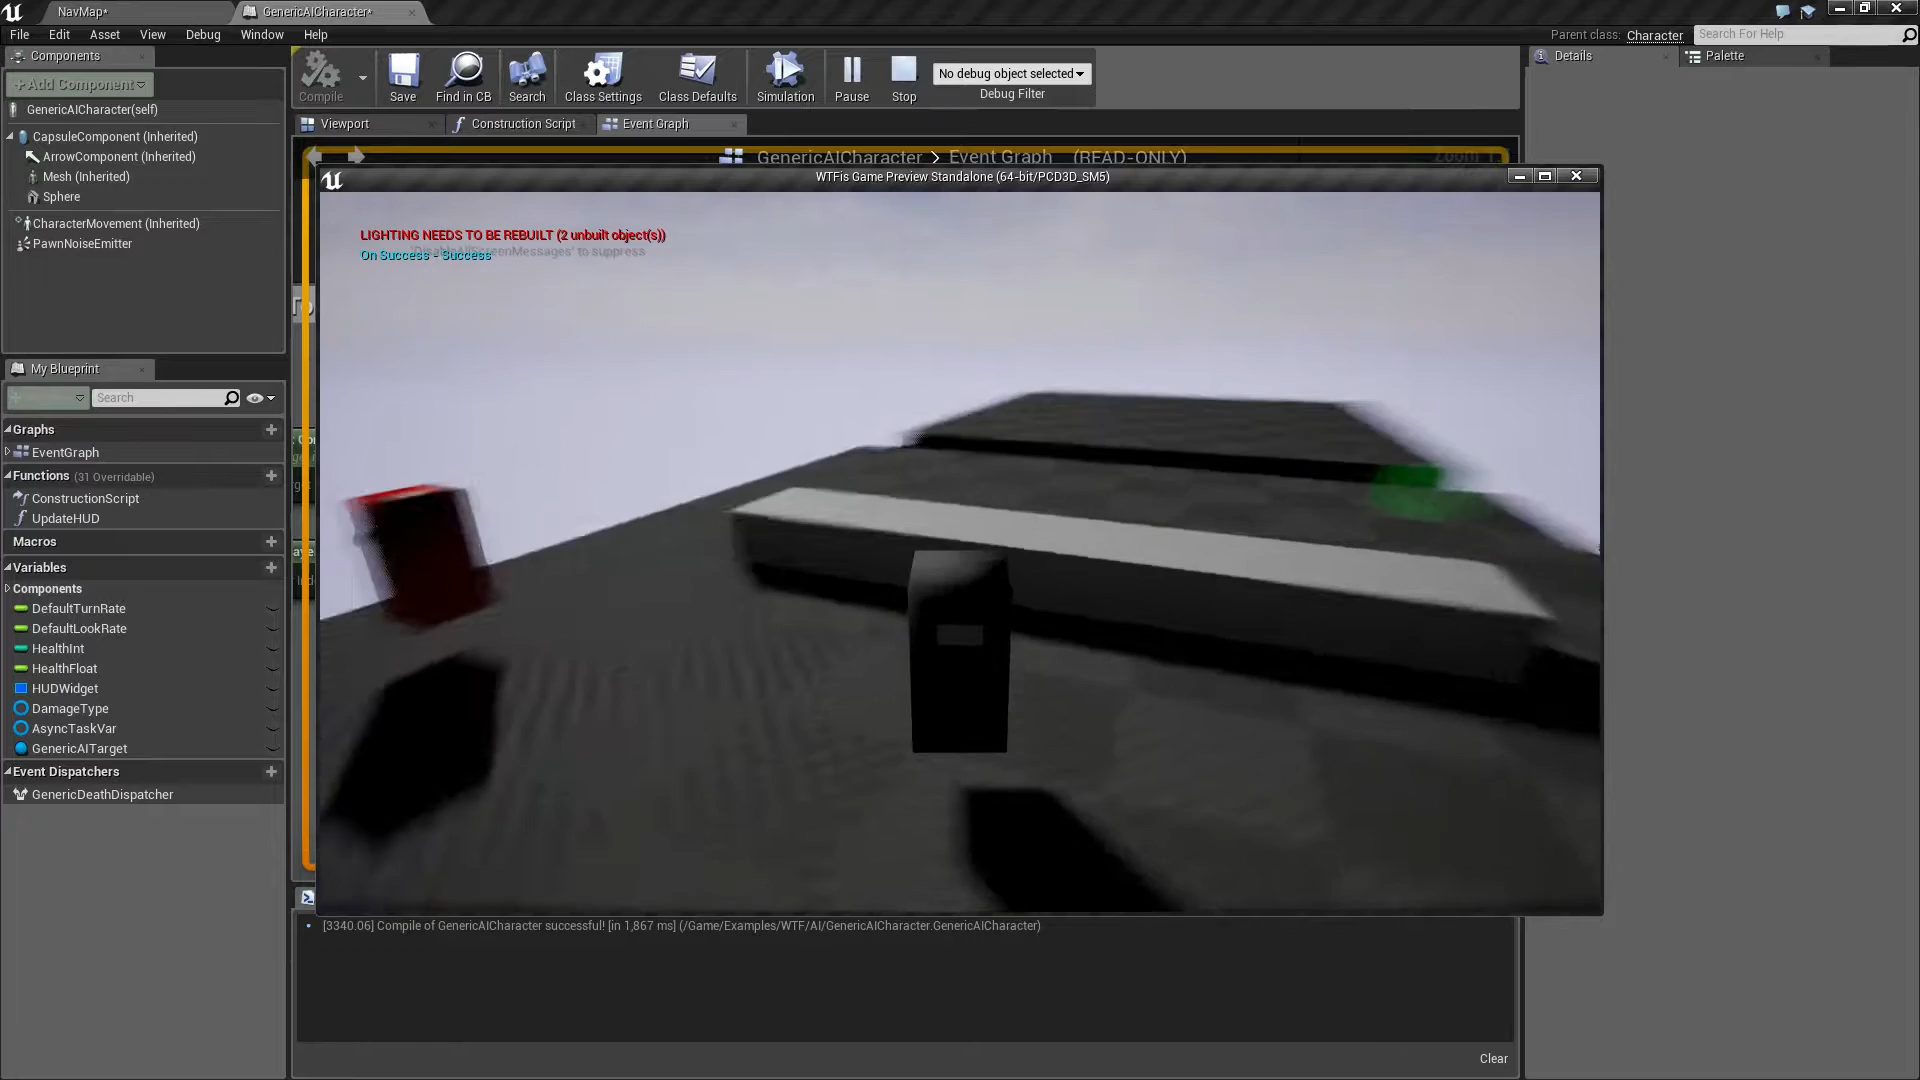 NavMap*
GenericAICharacter*
File Edit Asset View Debug Window Help
Parent class: Character
Search For Help
Components
+Add Component
GenericAICharacter(self)
CapsuleComponent (Inherited)
ArrowComponent (Inherited)
Mesh (Inherited)
Sphere
CharacterMovement (Inherited)
PawnNoiseEmitter
Compile
Save
Find in CB
Search
Class Settings
Class Defaults
Simulation
Pause
Stop
No debug object selected
Debug Filter
Details
Palette
Viewport
Construction Script
Event Graph
GenericAICharacter > Event Graph (READ-ONLY)
WTFis Game Preview Standalone (64-bit/PCD3D_SM5)
LIGHTING NEEDS TO BE REBUILT (2 unbuilt object(s))
'DisableAllScreenMessages' to suppress
On Success - Success
My Blueprint
Search
Graphs
EventGraph
Functions (31 Overridable)
ConstructionScript
UpdateHUD
Macros
Variables
Components
DefaultTurnRate
DefaultLookRate
HealthInt
HealthFloat
HUDWidget
DamageType
AsyncTaskVar
GenericAITarget
Event Dispatchers
GenericDeathDispatcher
[3340.06] Compile of GenericAICharacter successful! [in 1,867 ms] (/Game/Examples/WTF/AI/GenericAICharacter.GenericAICharacter)
Clear